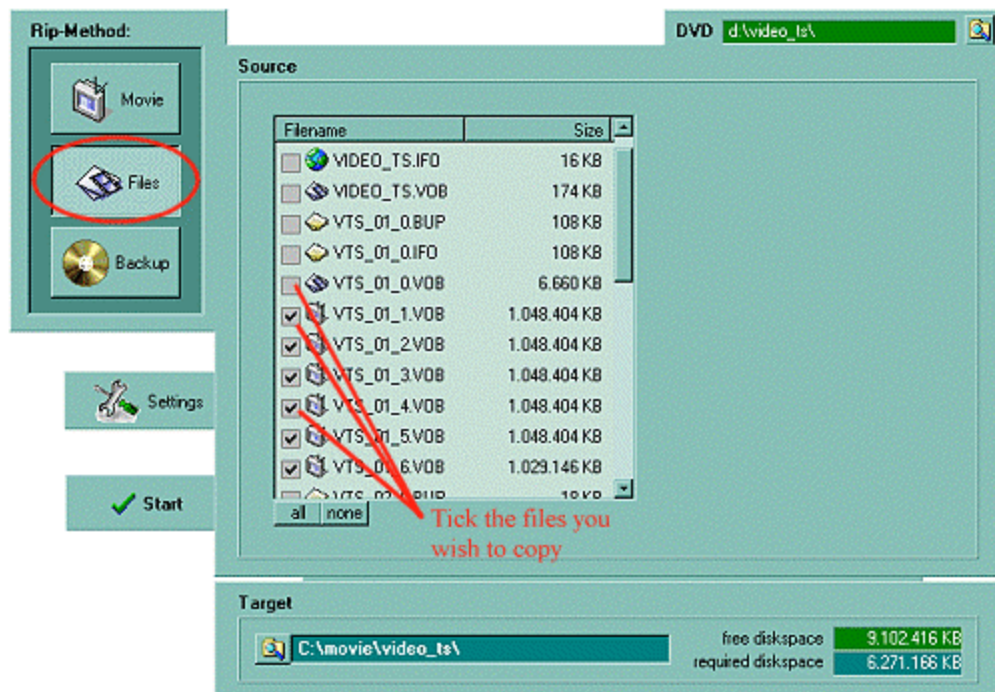 Rip-Method:
DVD d:\video_ts\
Movie
Files
Backup
Settings
Start
Source
Filename Size
VIDEO_TS.IFO 16 KB
VIDEO_TS.VOB 174 KB
VTS_01_0.BUP 108 KB
VTS_01_0.IFO 108 KB
VTS_01_0.VOB 6.660 KB
VTS_01_1.VOB 1.048.404 KB
VTS_01_2.VOB 1.048.404 KB
VTS_01_3.VOB 1.048.404 KB
VTS_01_4.VOB 1.048.404 KB
VTS_01_5.VOB 1.048.404 KB
VTS_01_6.VOB 1.029.146 KB
VTS_02_0.BUP 18 KB
all none
Tick the files you
wish to copy
Target
C:\movie\video_ts\
free diskspace 9.102.416 KB
required diskspace 6.271.166 KB